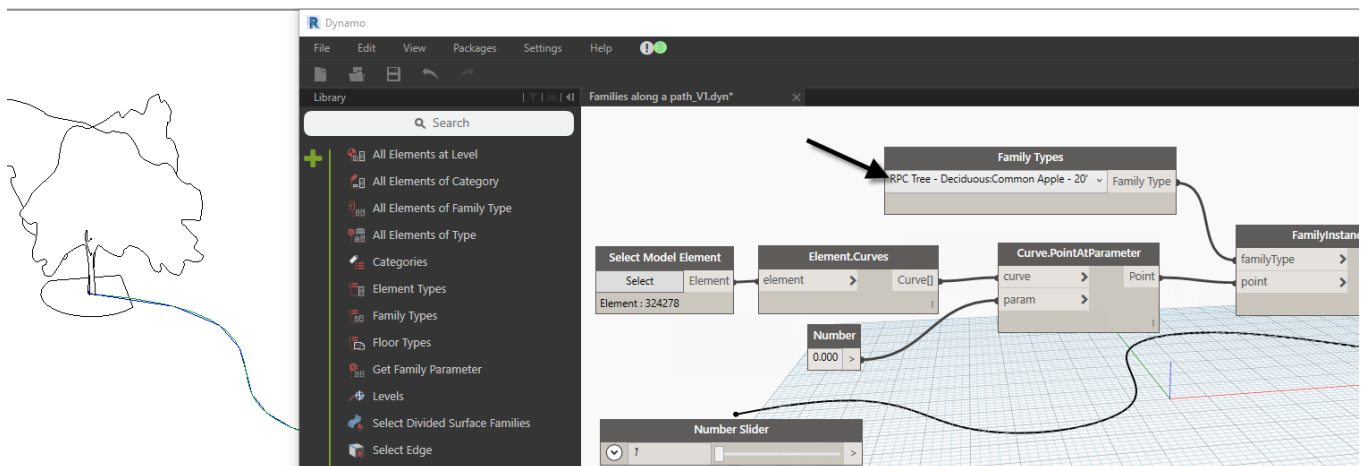 Dynamo
File Edit View Packages Settings Help
Library
Families along a path_V1.dyn*
Search
All Elements at Level
All Elements of Category
All Elements of Family Type
All Elements of Type
Categories
Element Types
Family Types
Floor Types
Get Family Parameter
Levels
Select Divided Surface Families
Select Edge
Family Types
RPC Tree - Deciduous:Common Apple - 20'
Family Type
Select Model Element
Select
Element
Element : 324278
Element.Curves
element >
Curve[]
Number
0.000 >
Curve.PointAtParameter
curve >
Point
param >
FamilyInstanc
familyType >
point >
Number Slider
1 >